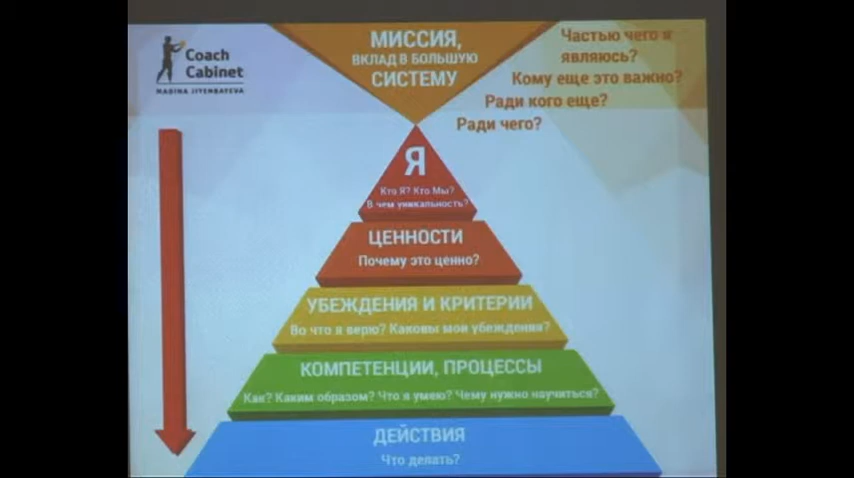 Coach
Cabinet
MADINA JIYENBAYEVA
МИССИЯ,
ВКЛАД В БОЛЬШУЮ
СИСТЕМУ
Частью чего я
являюсь?
Кому еще это важно?
Ради кого еще?
Ради чего?
Я
Кто Я? Кто Мы?
В чем уникальность?
ЦЕННОСТИ
Почему это ценно?
УБЕЖДЕНИЯ И КРИТЕРИИ
Во что я верю? Каковы мои убеждения?
КОМПЕТЕНЦИИ, ПРОЦЕССЫ
Как? Каким образом? Что я умею? Чему нужно научиться?
ДЕЙСТВИЯ
Что делать?